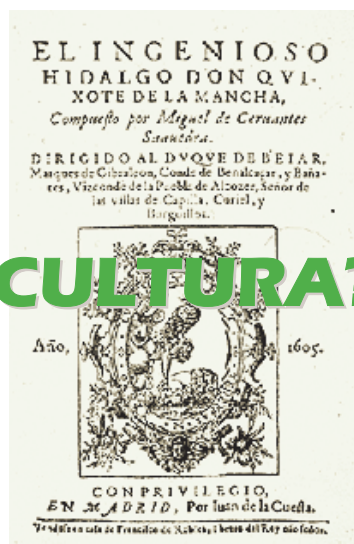 EL INGENIOSO
HIDALGO DON QVI-
XOTE DE LA MANCHA,
Compuesto por Miguel de Ceruantes
Saauedra.
DIRIGIDO AL DVQVE DE BEIAR,
Marques de Gibraleon, Conde de Benalcaçar, y Baña-
res, Vizconde de la Puebla de Alcozer, Señor de
las villas de Capilla, Curiel, y
Burguillos.
CULTURA?
Año, 1605.
CON PRIVILEGIO,
EN MADRID, Por Iuan de la Cuesta.
Vendese en casa de Francisco de Robles, librero del Rey nño señor.